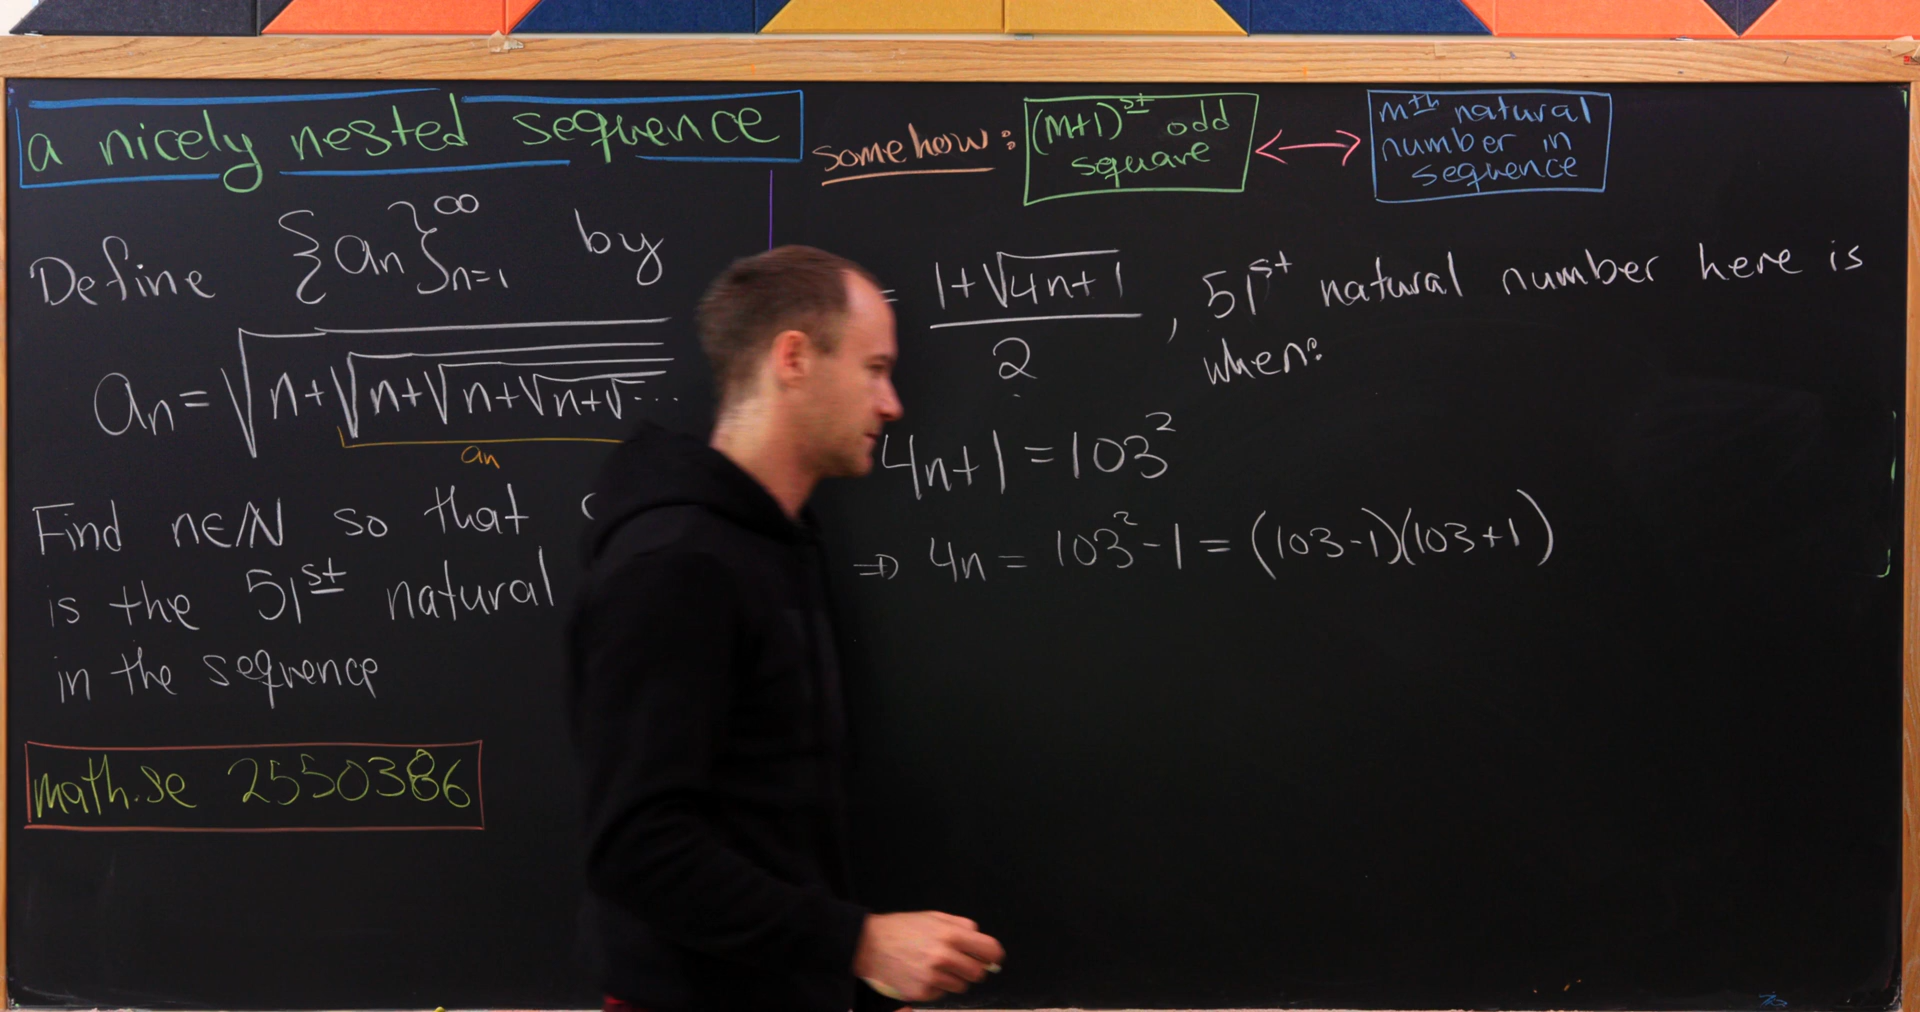 a nicely nested sequence
Define {an}∞n=1 by
an = √n+√n+√n+√n+√...
an
Find n∈N so that
is the 51st natural
in the sequence
math.se 2550386
somehow: (m+1)st odd square ⟷ mth natural number in sequence
= 1+√4n+1 / 2, 51st natural number here is
when:
4n+1 = 103²
⇒ 4n = 103²-1 = (103-1)(103+1)